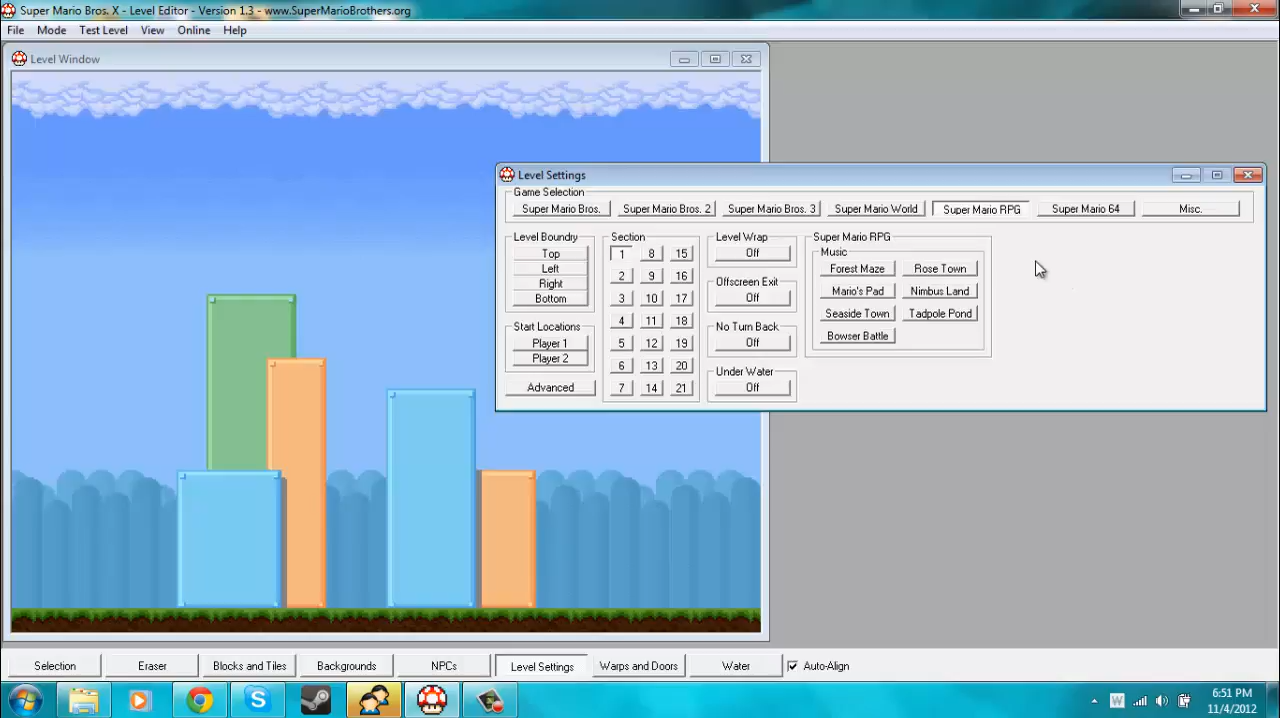 Super Mario Bros. X - Level Editor - Version 1.3 - www.SuperMarioBrothers.org
File Mode Test Level View Online Help
Level Window
Level Settings
Game Selection
Super Mario Bros. Super Mario Bros. 2 Super Mario Bros. 3 Super Mario World Super Mario RPG Super Mario 64 Misc.
Level Boundry
Top
Left
Right
Bottom
Start Locations
Player 1
Player 2
Advanced
Section
1 8 15
2 9 16
3 10 17
4 11 18
5 12 19
6 13 20
7 14 21
Level Wrap
Off
Offscreen Exit
Off
No Turn Back
Off
Under Water
Off
Super Mario RPG
Music
Forest Maze Rose Town
Mario's Pad Nimbus Land
Seaside Town Tadpole Pond
Bowser Battle
Selection Eraser Blocks and Tiles Backgrounds NPCs Level Settings Warps and Doors Water Auto-Align
W
6:51 PM
11/4/2012